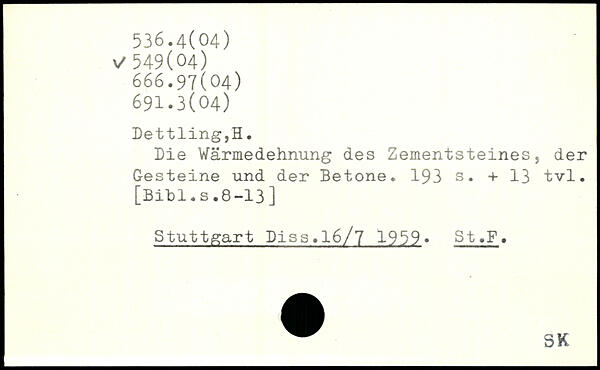 536.4(04)
✓ 549(04)
666.97(04)
691.3(04)
Dettling,H.
Die Wärmedehnung des Zementsteines, der
Gesteine und der Betone. 193 s. + 13 tvl.
[Bibl.s.8-13]
Stuttgart Diss.16/7 1959. St.F.
SK